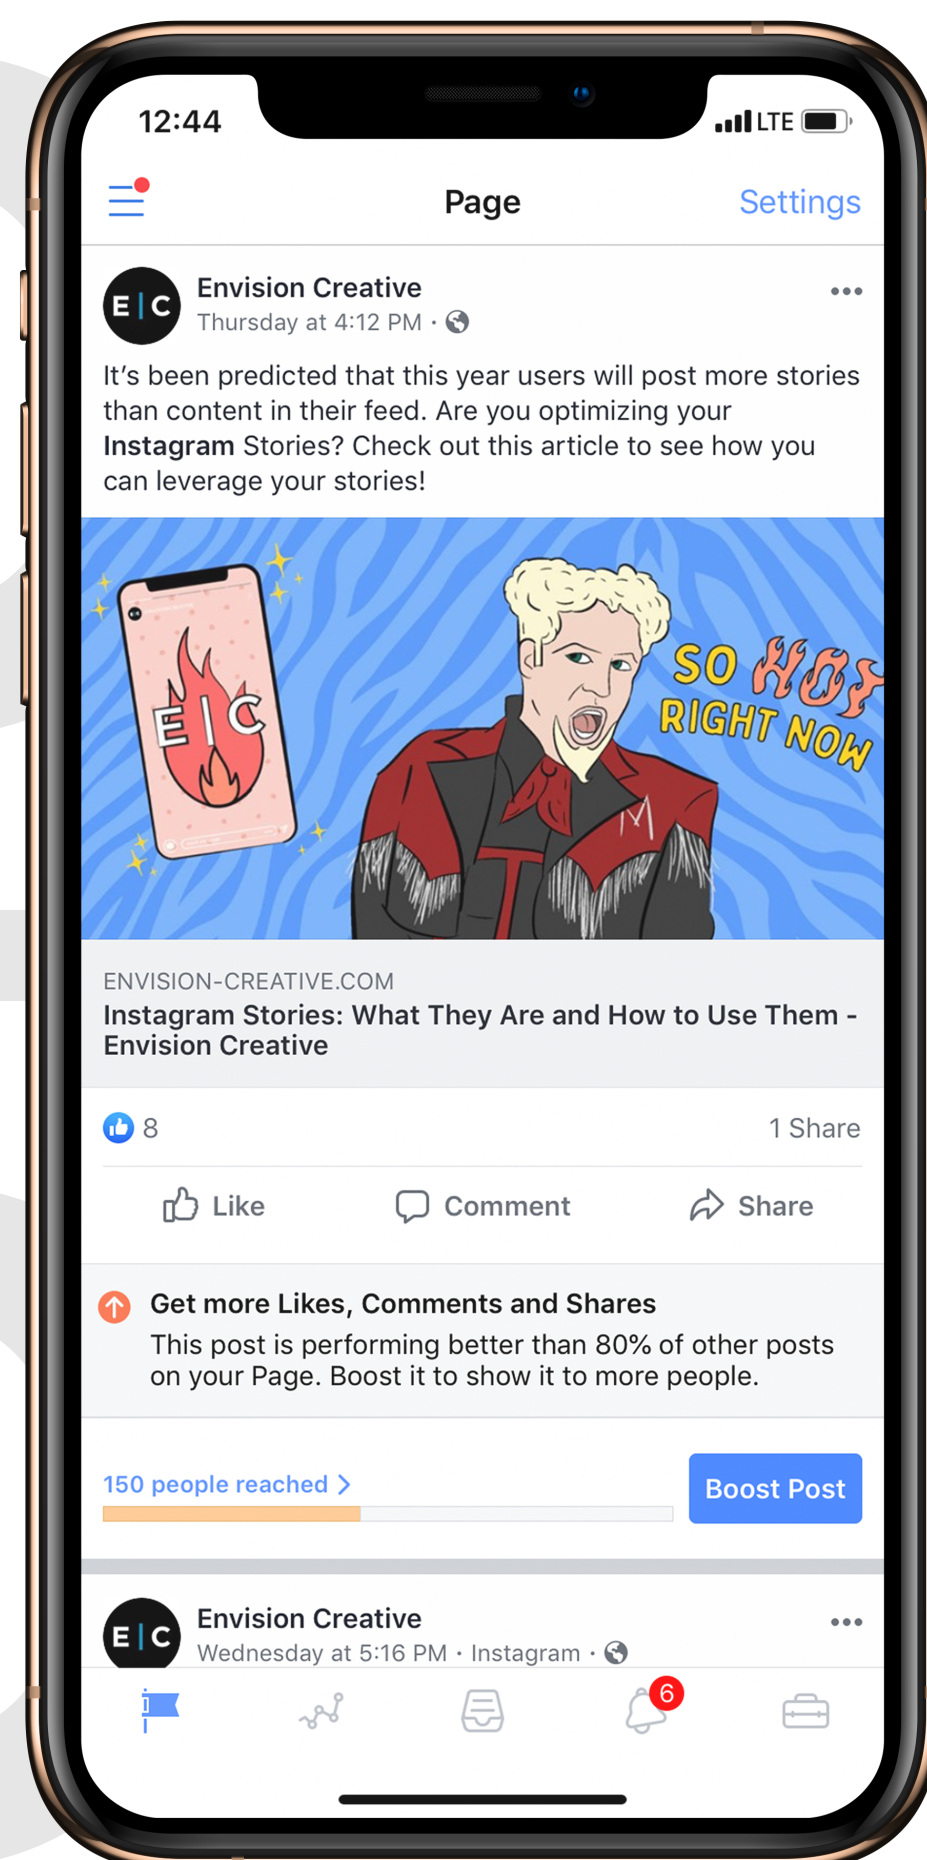 12:44
LTE
Page
Settings
E|C
Envision Creative
Thursday at 4:12 PM ·
It's been predicted that this year users will post more stories
than content in their feed. Are you optimizing your
Instagram Stories? Check out this article to see how you
can leverage your stories!
E|C
SO HOT
RIGHT NOW
M
ENVISION-CREATIVE.COM
Instagram Stories: What They Are and How to Use Them -
Envision Creative
8
1 Share
Like
Comment
Share
Get more Likes, Comments and Shares
This post is performing better than 80% of other posts
on your Page. Boost it to show it to more people.
150 people reached >
Boost Post
E|C
Envision Creative
Wednesday at 5:16 PM · Instagram ·
6